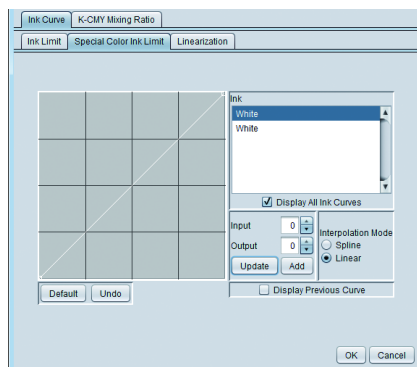 Ink Curve K-CMY Mixing Ratio
Ink Limit Special Color Ink Limit Linearization
Ink
White
White
Display All Ink Curves
Input 0
Output 0
Update Add
Interpolation Mode
Spline
Linear
Default Undo
Display Previous Curve
OK Cancel